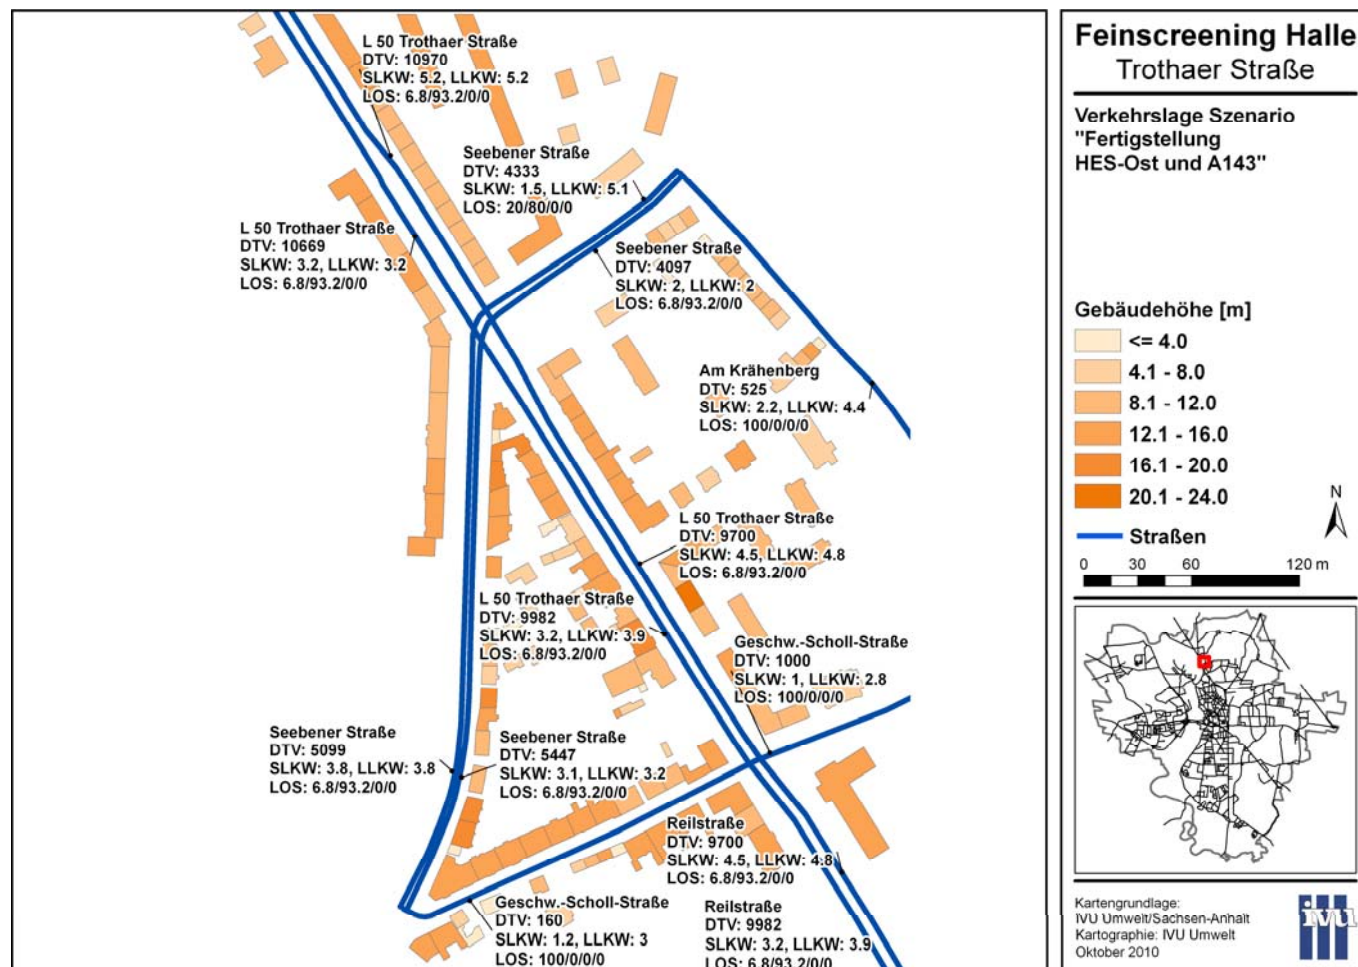 L 50 Trothaer Straße
DTV: 10970
SLKW: 5.2, LLKW: 5.2
LOS: 6.8/93.2/0/0
Seebener Straße
DTV: 4333
SLKW: 1.5, LLKW: 5.1
LOS: 20/80/0/0
L 50 Trothaer Straße
DTV: 10669
SLKW: 3.2, LLKW: 3.2
LOS: 6.8/93.2/0/0
Seebener Straße
DTV: 4097
SLKW: 2, LLKW: 2
LOS: 6.8/93.2/0/0
Am Krähenberg
DTV: 525
SLKW: 2.2, LLKW: 4.4
LOS: 100/0/0/0
L 50 Trothaer Straße
DTV: 9700
SLKW: 4.5, LLKW: 4.8
LOS: 6.8/93.2/0/0
L 50 Trothaer Straße
DTV: 9982
SLKW: 3.2, LLKW: 3.9
LOS: 6.8/93.2/0/0
Geschw.-Scholl-Straße
DTV: 1000
SLKW: 1, LLKW: 2.8
LOS: 100/0/0/0
Seebener Straße
DTV: 5099
SLKW: 3.8, LLKW: 3.8
LOS: 6.8/93.2/0/0
Seebener Straße
DTV: 5447
SLKW: 3.1, LLKW: 3.2
LOS: 6.8/93.2/0/0
Reilstraße
DTV: 9700
SLKW: 4.5, LLKW: 4.8
LOS: 6.8/93.2/0/0
Geschw.-Scholl-Straße
DTV: 160
SLKW: 1.2, LLKW: 3
LOS: 100/0/0/0
Reilstraße
DTV: 9982
SLKW: 3.2, LLKW: 3.9
LOS: 6.8/93.2/0/0
Feinscreening Halle
Trothaer Straße
Verkehrslage Szenario
"Fertigstellung
HES-Ost und A143"
Gebäudehöhe [m]
<= 4.0
4.1 - 8.0
8.1 - 12.0
12.1 - 16.0
16.1 - 20.0
20.1 - 24.0
Straßen
N
0 30 60 120 m
Kartengrundlage:
IVU Umwelt/Sachsen-Anhalt
Kartographie: IVU Umwelt
Oktober 2010
ivu